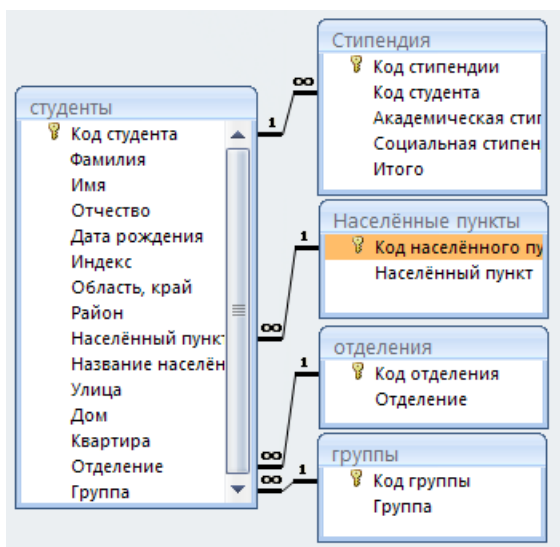 студенты
Код студента
Фамилия
Имя
Отчество
Дата рождения
Индекс
Область, край
Район
Населённый пункт
Название населён
Улица
Дом
Квартира
Отделение
Группа
1
∞
∞
1
∞
1
∞
1
Стипендия
Код стипендии
Код студента
Академическая стип
Социальная стипен
Итого
Населённые пункты
Код населённого пу
Населённый пункт
отделения
Код отделения
Отделение
группы
Код группы
Группа